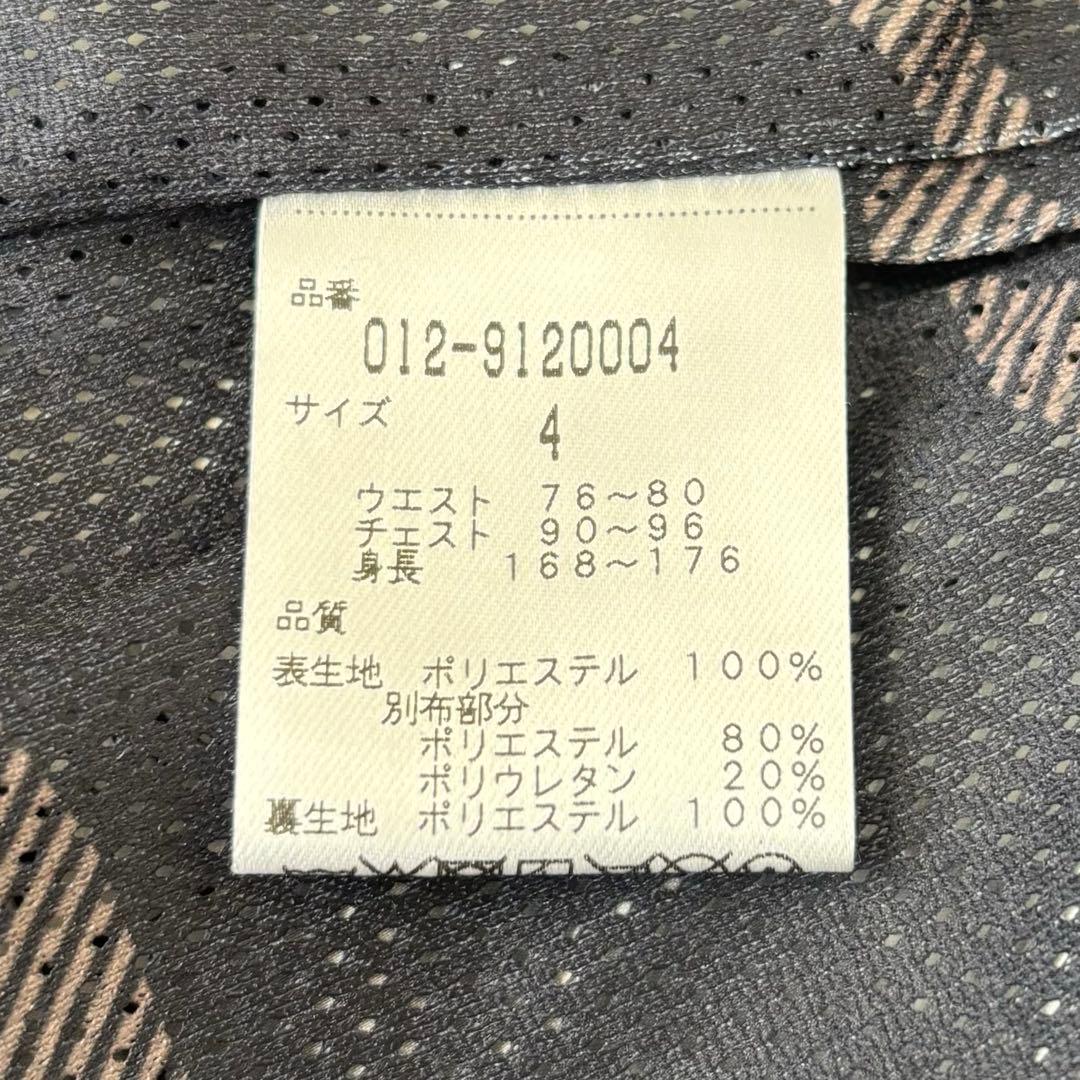 品番
012-9120004
サイズ 4
ウエスト 76～80
チェスト 90～96
身長 168～176
品質
表生地 ポリエステル 100%
別布部分
ポリエステル 80%
ポリウレタン 20%
裏生地 ポリエステル 100%